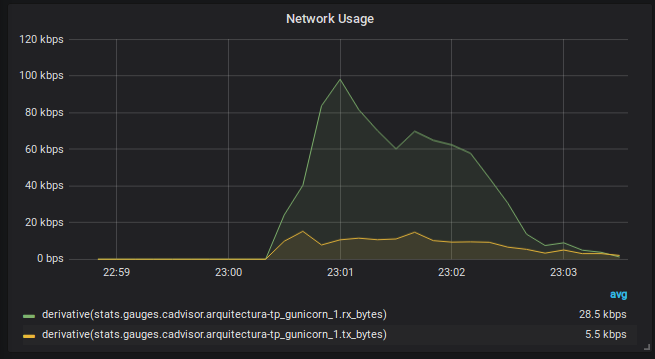 Network Usage
120 kbps
100 kbps
80 kbps
60 kbps
40 kbps
20 kbps
0 bps
22:59 23:00 23:01 23:02 23:03
avg
derivative(stats.gauges.cadvisor.arquitectura-tp_gunicorn_1.rx_bytes) 28.5 kbps
derivative(stats.gauges.cadvisor.arquitectura-tp_gunicorn_1.tx_bytes) 5.5 kbps